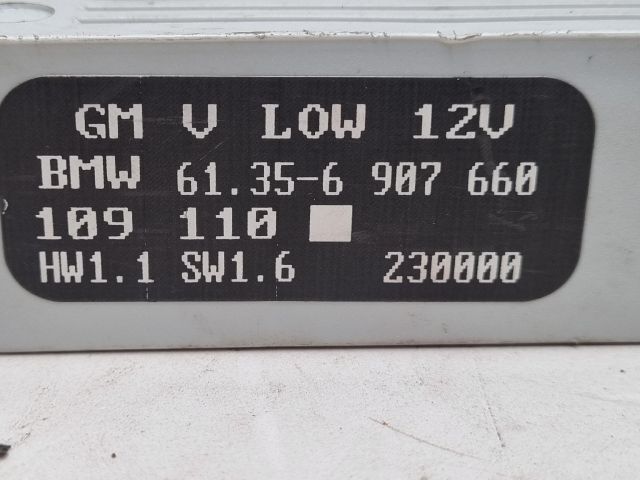 GM V LOW 12V
BMW 61.35-6 907 660
109 110
HW1.1 SW1.6 230000